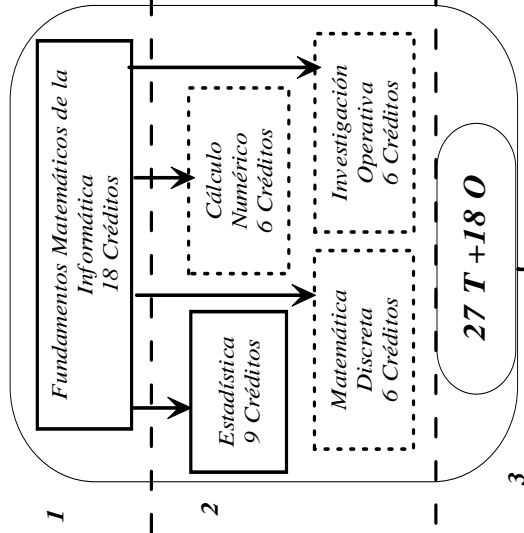 1
Fundamentos Matemáticos de la
Informática
18 Créditos
2
Estadística
9 Créditos
Cálculo
Numérico
6 Créditos
Matemática
Discreta
6 Créditos
Investigación
Operativa
6 Créditos
3
27 T +18 O